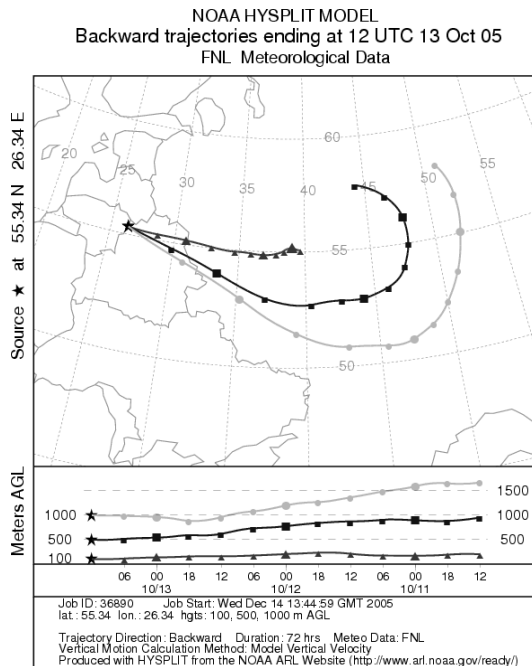 NOAA HYSPLIT MODEL
Backward trajectories ending at 12 UTC 13 Oct 05
FNL Meteorological Data
Source ★ at 55.34 N 26.34 E
60
20
25
30
35
40
45
50
55
55
50
Meters AGL
1500
1000
1000
500
500
100
06 00 18 12 06 00 18 12 06 00 18 12
10/13 10/12 10/11
Job ID: 36890 Job Start: Wed Dec 14 13:44:59 GMT 2005
lat.: 55.34 lon.: 26.34 hgts: 100, 500, 1000 m AGL
Trajectory Direction: Backward Duration: 72 hrs Meteo Data: FNL
Vertical Motion Calculation Method: Model Vertical Velocity
Produced with HYSPLIT from the NOAA ARL Website (http://www.arl.noaa.gov/ready/)